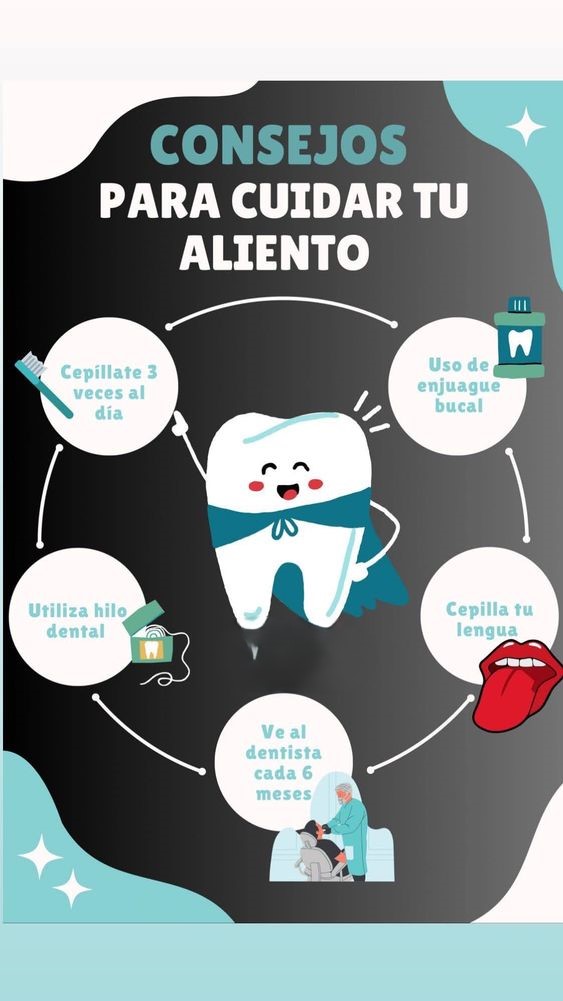 CONSEJOS
PARA CUIDAR TU
ALIENTO
Cepíllate 3
veces al
día
Uso de
enjuague
bucal
Utiliza hilo
dental
Cepilla tu
lengua
Ve al
dentista
cada 6
meses